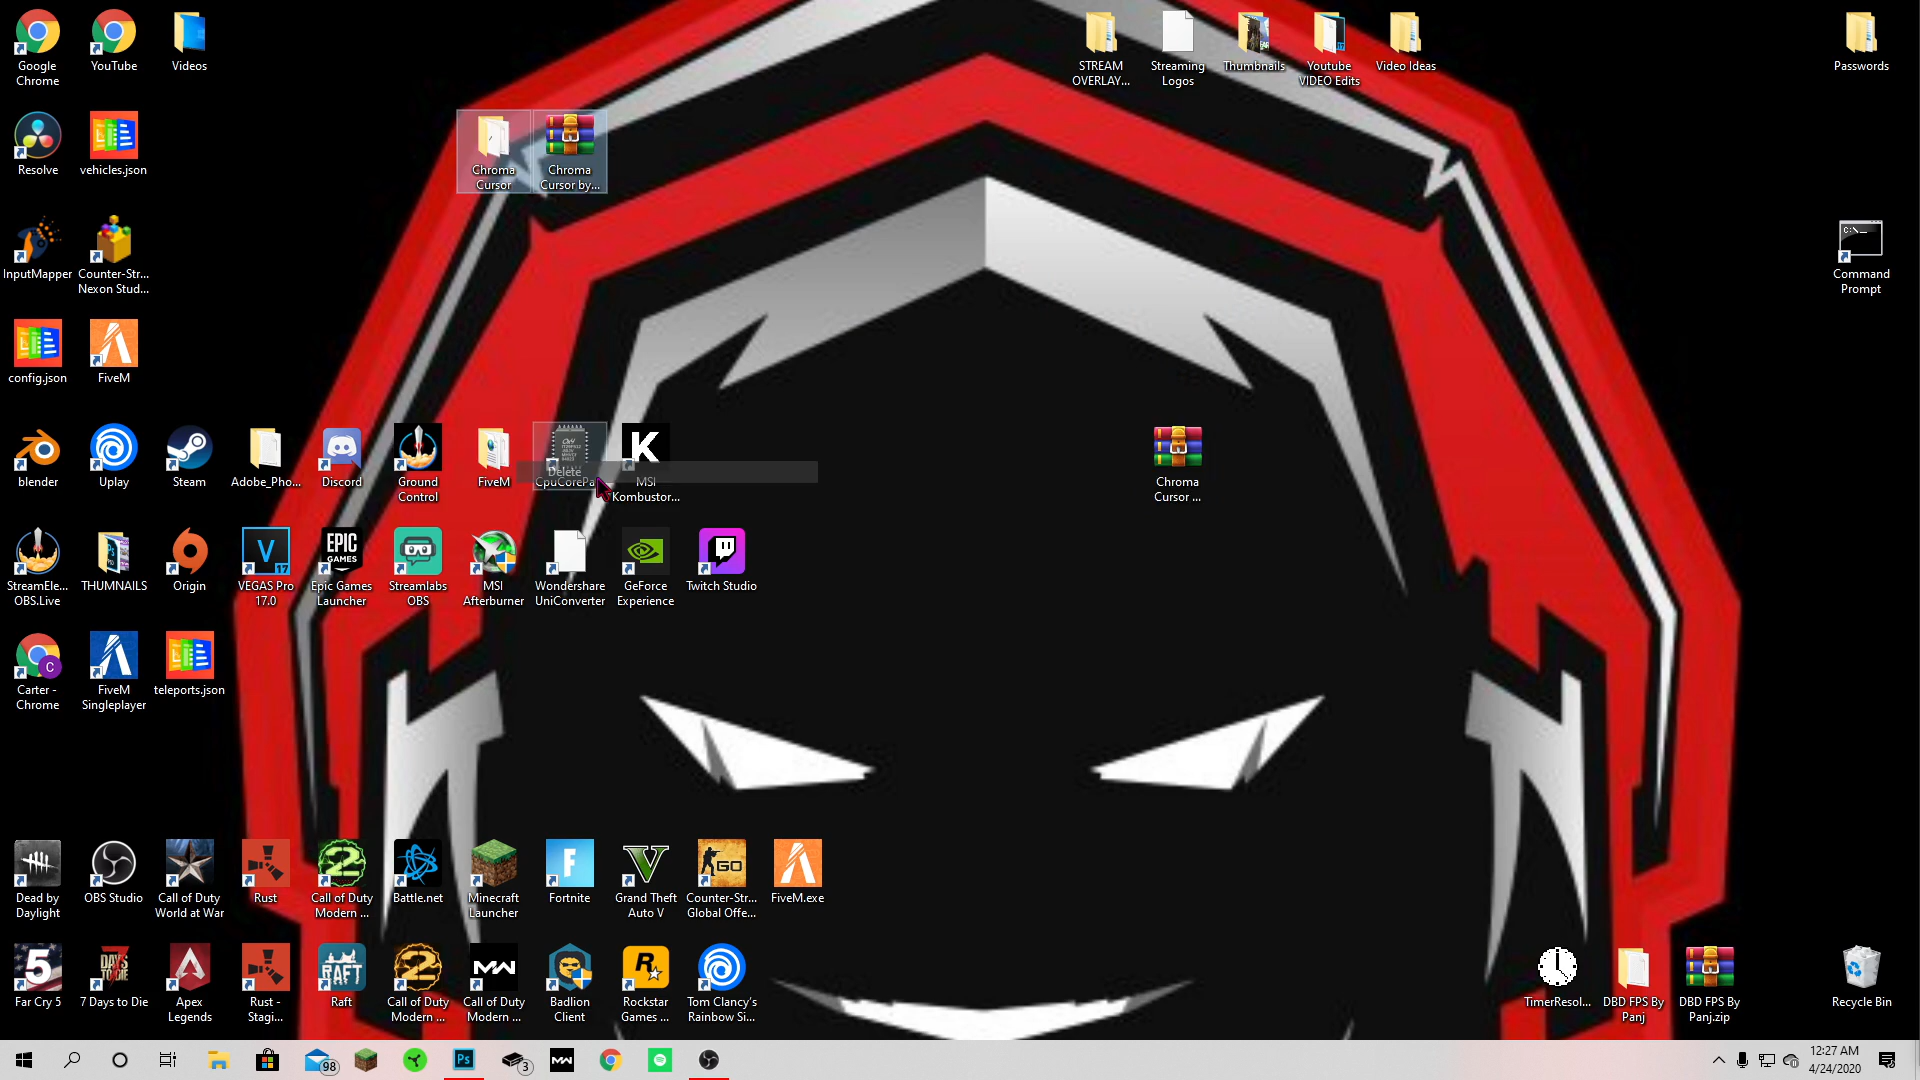 Google
Chrome
YouTube
Videos
STREAM
OVERLAY...
Streaming
Logos
Thumbnails
Youtube
VIDEO Edits
Video Ideas
Passwords
Resolve
vehicles.json
Chroma
Cursor
Chroma
Cursor by...
InputMapper
Counter-Str...
Nexon Stud...
Command
Prompt
config.json
FiveM
blender
Uplay
Steam
Adobe_Pho...
Discord
Ground
Control
FiveM
Delete
CpuCorePa
MSI
Kombustor...
Chroma
Cursor ...
StreamEle...
OBS.Live
THUMNAILS
Origin
VEGAS Pro
17.0
EPIC
GAMES
Epic Games
Launcher
Streamlabs
OBS
MSI
Afterburner
Wondershare
UniConverter
GeForce
Experience
Twitch Studio
Carter -
Chrome
FiveM
Singleplayer
teleports.json
Dead by
Daylight
OBS Studio
Call of Duty
World at War
Rust
Call of Duty
Modern ...
Battle.net
Minecraft
Launcher
Fortnite
Grand Theft
Auto V
Counter-Str...
Global Offe...
FiveM.exe
Far Cry 5
7 Days to Die
Apex
Legends
Rust -
Stagi...
Raft
Call of Duty
Modern ...
Call of Duty
Modern ...
Badlion
Client
Rockstar
Games ...
Tom Clancy's
Rainbow Si...
TimerResol...
DBD FPS By
Panj
DBD FPS By
Panj.zip
Recycle Bin
98
Ps
3
12:27 AM
4/24/2020